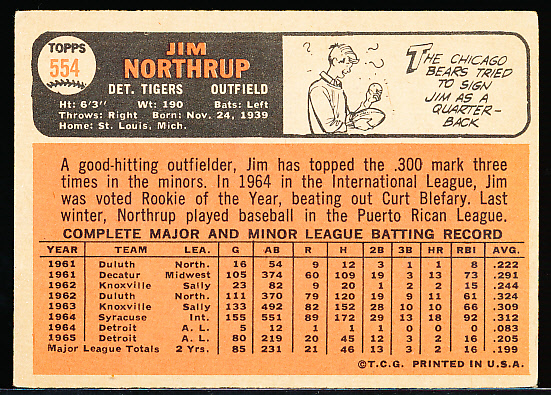 TOPPS
554
JIM
NORTHRUP
DET. TIGERS OUTFIELD
Ht: 6'3" Wt: 190 Bats: Left
Throws: Right Born: Nov. 24, 1939
Home: St. Louis, Mich.
? ? ?
THE CHICAGO
BEARS TRIED
TO SIGN
JIM AS A
QUARTER-
BACK
A good-hitting outfielder, Jim has topped the .300 mark three
times in the minors. In 1964 in the International League, Jim
was voted Rookie of the Year, beating out Curt Blefary. Last
winter, Northrup played baseball in the Puerto Rican League.
COMPLETE MAJOR AND MINOR LEAGUE BATTING RECORD
YEAR TEAM LEA. G AB R H 2B 3B HR RBI AVG.
1961 Duluth North. 16 54 9 12 3 1 1 8 .222
1961 Decatur Midwest 105 374 60 109 19 3 13 73 .291
1962 Knoxville Sally 23 82 9 20 1 2 2 15 .244
1962 Duluth North. 111 370 79 120 19 9 11 61 .324
1963 Knoxville Sally 133 492 82 152 28 10 10 66 .309
1964 Syracuse Int. 155 551 89 172 29 13 18 92 .312
1964 Detroit A. L. 5 12 1 1 1 0 0 0 .083
1965 Detroit A. L. 80 219 20 45 12 3 2 16 .205
Major League Totals 2 Yrs. 85 231 21 46 13 3 2 16 .199
©T.C.G. PRINTED IN U.S.A.